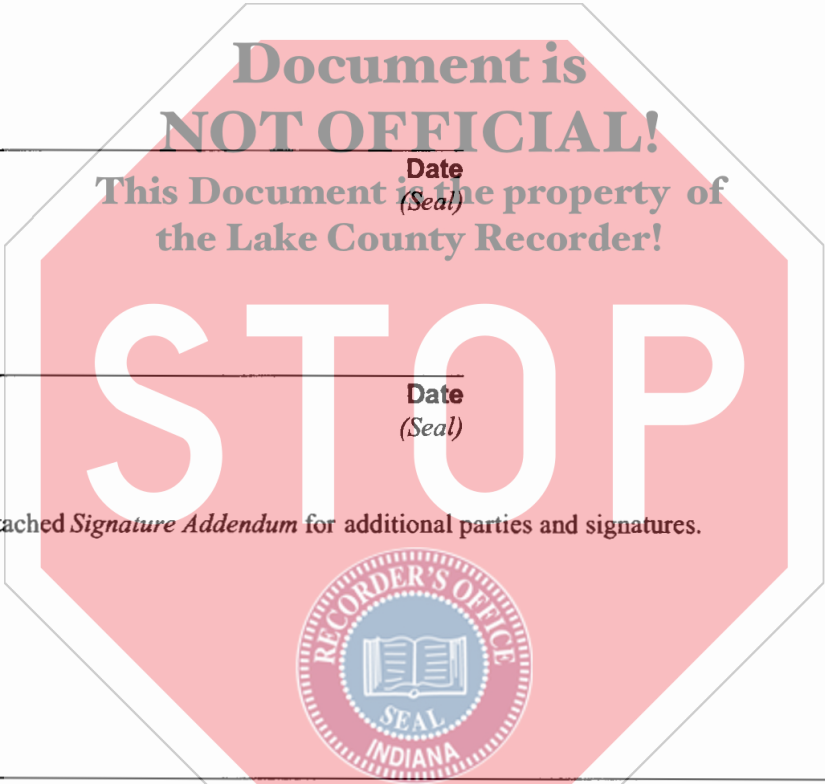 Document is
NOT OFFICIAL!
Date
This Document is the property of
(Seal)
the Lake County Recorder!
STOP
Date
(Seal)
ached Signature Addendum for additional parties and signatures.
RECORDER'S OFFICE
SEAL
INDIANA